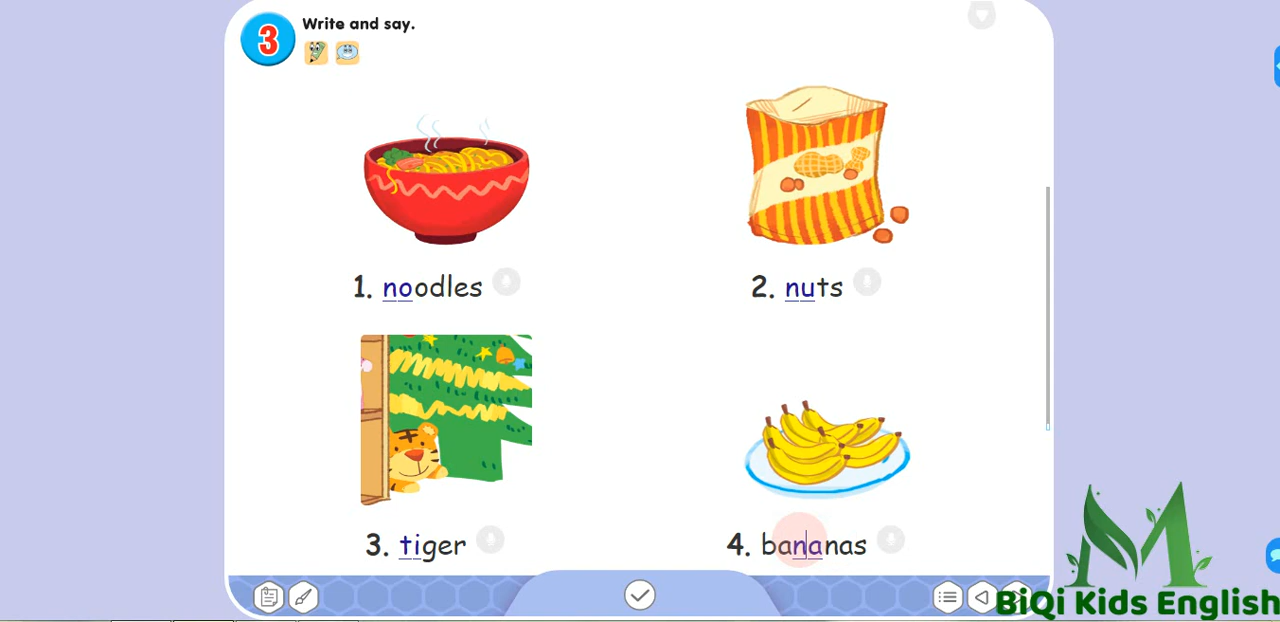 3 Write and say.
1. noodles
2. nuts
3. tiger
4. bananas
M
BiQi Kids English